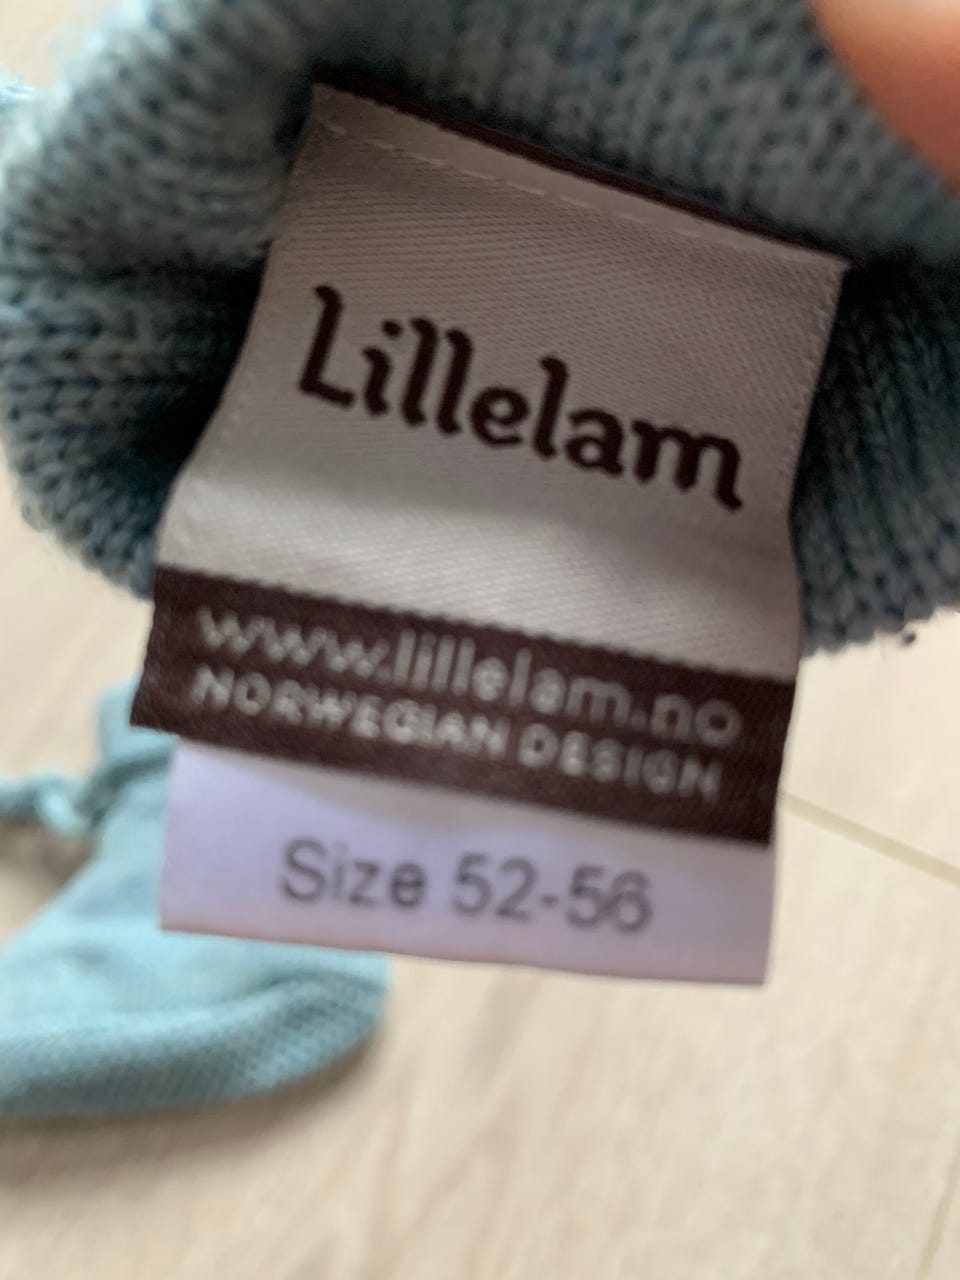 Lillelam
www.lillelam.no
NORWEGIAN DESIGN
Size 52-56